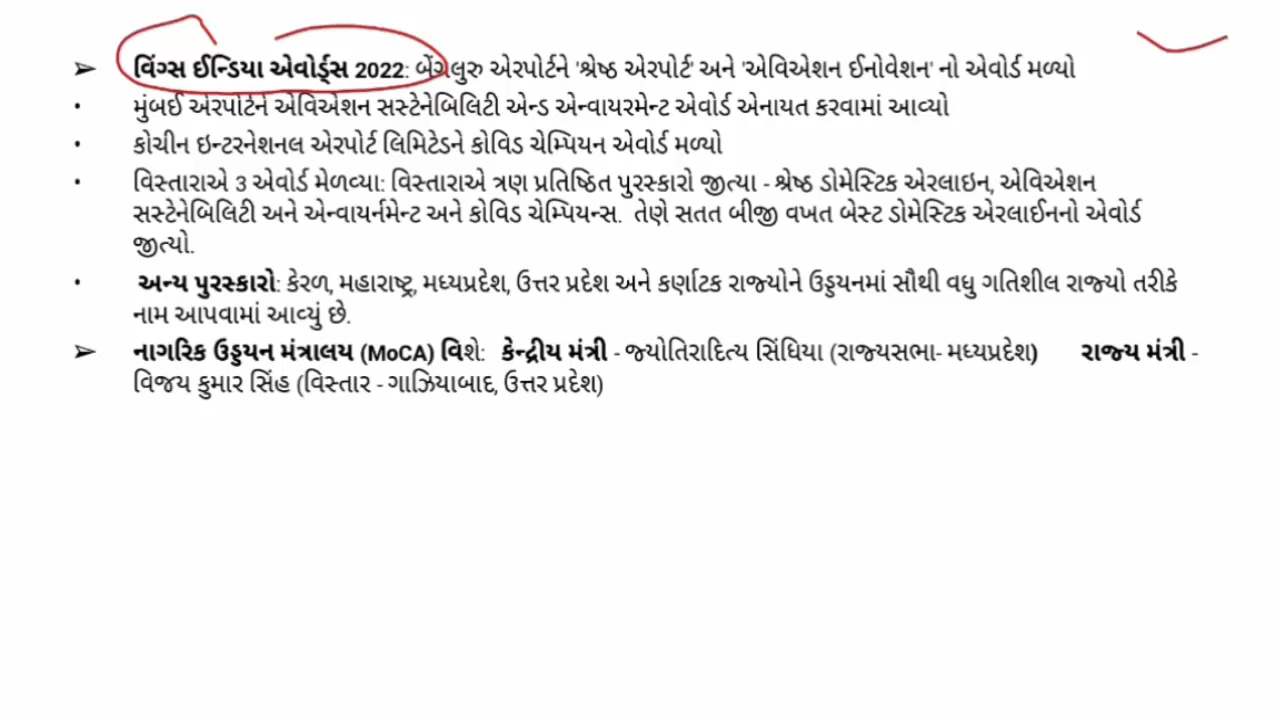 ➢ વિંગ્સ ઈન્ડિયા એવોર્ડ્સ 2022: બેંગલુરુ એરપોર્ટને 'શ્રેષ્ઠ એરપોર્ટ' અને 'એવિએશન ઈનોવેશન' નો એવોર્ડ મળ્યો
• મુંબઈ એરપોર્ટને એવિએશન સસ્ટેનેબિલિટી એન્ડ એન્વાયરમેન્ટ એવોર્ડ એનાયત કરવામાં આવ્યો
• કોચીન ઇન્ટરનેશનલ એરપોર્ટ લિમિટેડને કોવિડ ચેમ્પિયન એવોર્ડ મળ્યો
• વિસ્તારાએ 3 એવોર્ડ મેળવ્યા: વિસ્તારાએ ત્રણ પ્રતિષ્ઠિત પુરસ્કારો જીત્યા - શ્રેષ્ઠ ડોમેસ્ટિક એરલાઇન, એવિએશન
સસ્ટેનેબિલિટી અને એન્વાયર્નમેન્ટ અને કોવિડ ચેમ્પિયન્સ. તેણે સતત બીજી વખત બેસ્ટ ડોમેસ્ટિક એરલાઈનનો એવોર્ડ
જીત્યો.
• અન્ય પુરસ્કારો: કેરળ, મહારાષ્ટ્ર, મધ્યપ્રદેશ, ઉત્તર પ્રદેશ અને કર્ણાટક રાજ્યોને ઉડ્ડયનમાં સૌથી વધુ ગતિશીલ રાજ્યો તરીકે
નામ આપવામાં આવ્યું છે.
➢ નાગરિક ઉડ્ડયન મંત્રાલય (MoCA) વિશે: કેન્દ્રીય મંત્રી - જ્યોતિરાદિત્ય સિંધિયા (રાજ્યસભા- મધ્યપ્રદેશ) રાજ્ય મંત્રી -
વિજય કુમાર સિંહ (વિસ્તાર - ગાઝિયાબાદ, ઉત્તર પ્રદેશ)